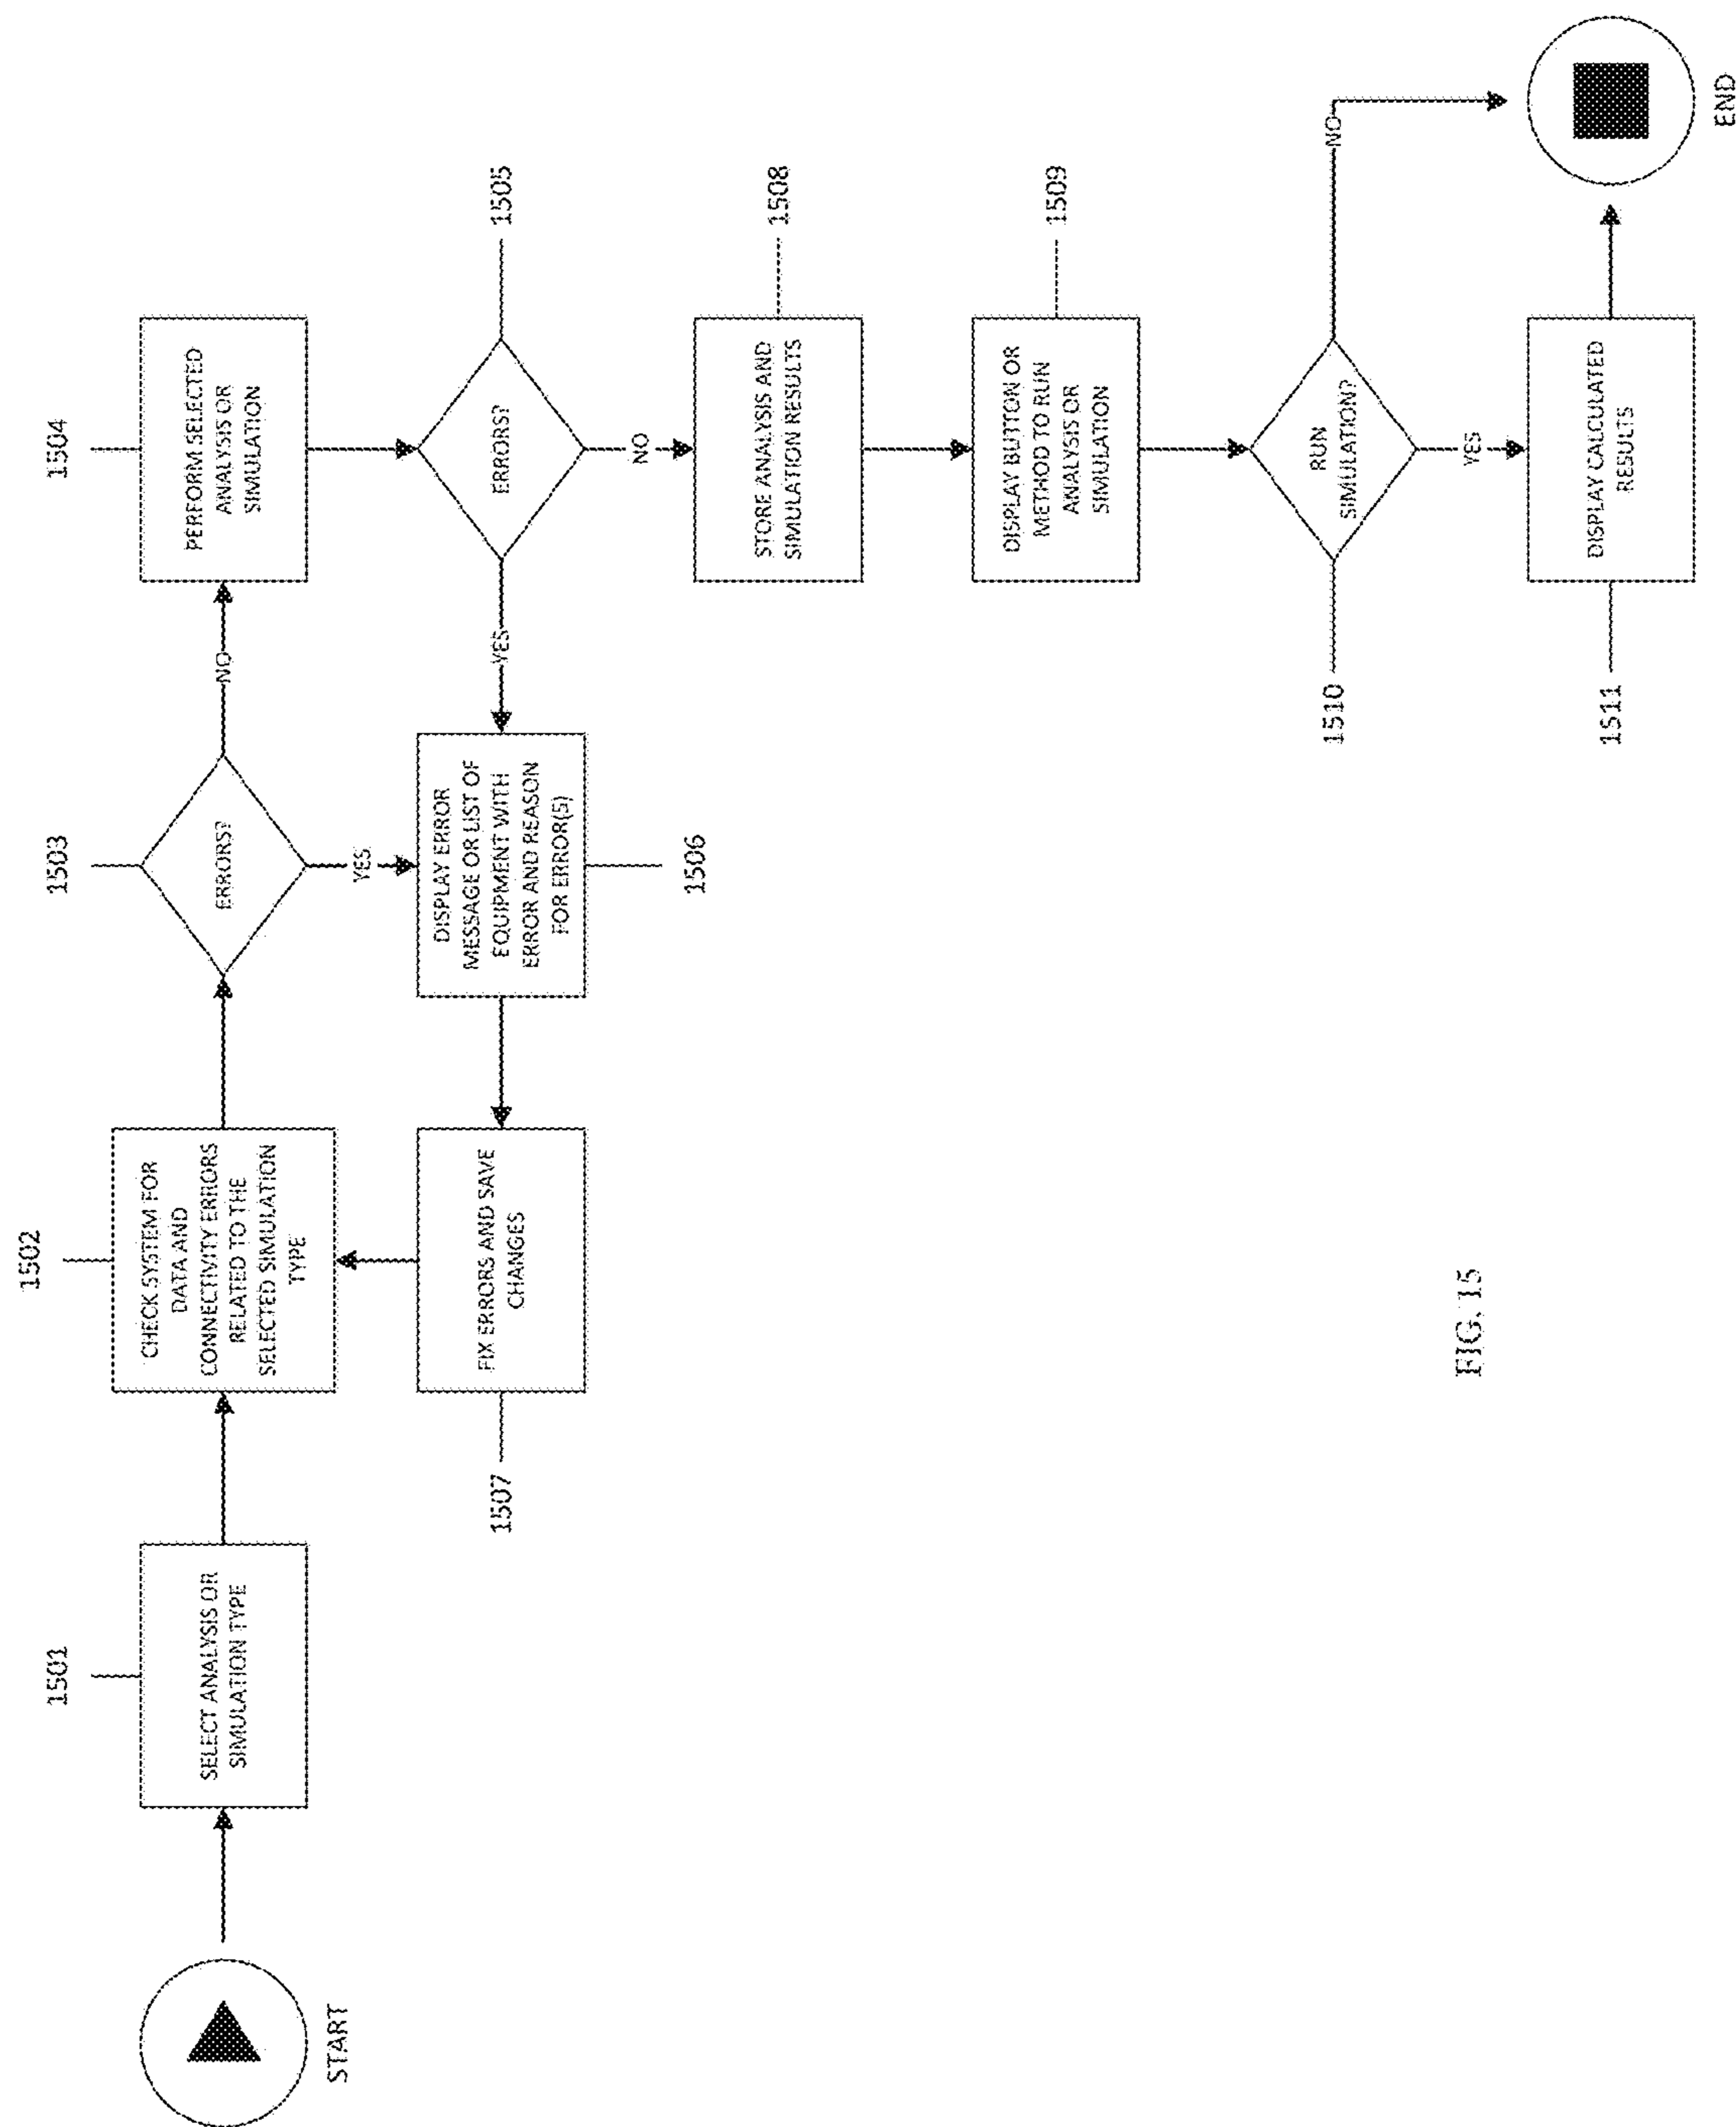 1501
1502
1503
1504
START
SELECT ANALYSIS OR
SIMULATION TYPE
CHECK SYSTEM FOR
DATA AND
CONNECTIVITY ERRORS
RELATED TO THE
SELECTED SIMULATION
TYPE
ERRORS?
NO
PERFORM SELECTED
ANALYSIS OR
SIMULATION
YES
1507
FIX ERRORS AND SAVE
CHANGES
DISPLAY ERROR
MESSAGE OR LIST OF
EQUIPMENT WITH
ERROR AND REASON
FOR ERROR(S)
YES
ERRORS?
1505
1506
NO
STORE ANALYSIS AND
SIMULATION RESULTS
1508
DISPLAY BUTTON OR
METHOD TO RUN
ANALYSIS OR
SIMULATION
1509
1510
RUN
SIMULATION?
NO
YES
1511
DISPLAY CALCULATED
RESULTS
END
FIG. 15